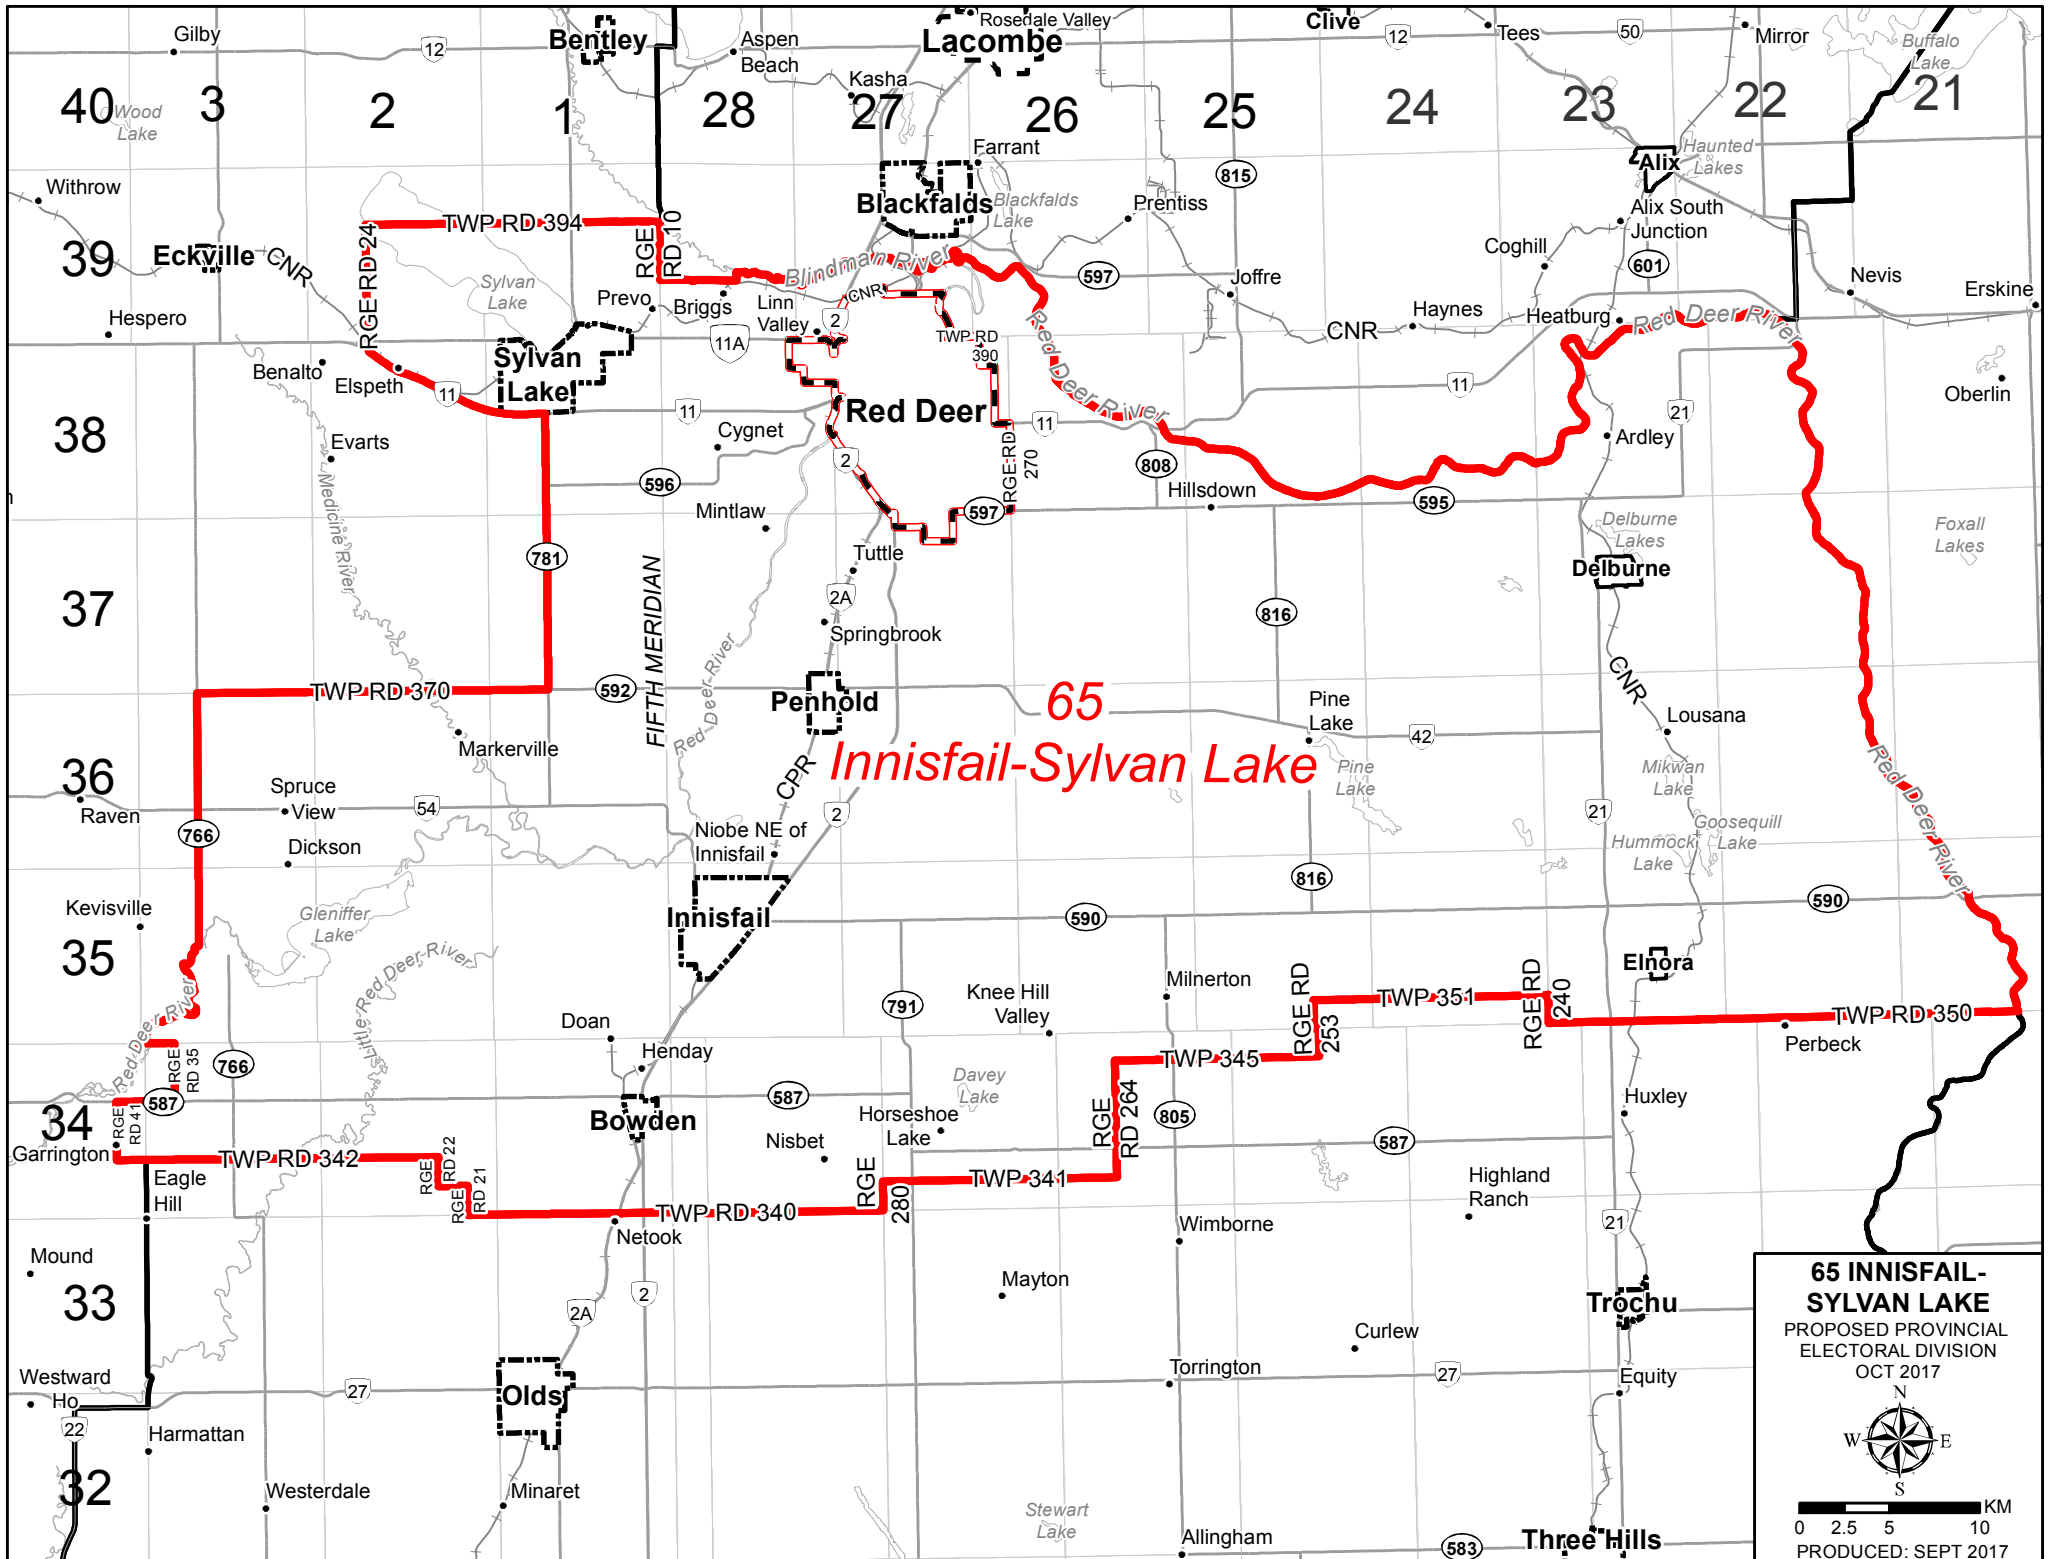 Gilby
12
Bentley
Aspen
Beach
Lacombe
Rosedale Valley
Clive
12
Tees
50
Mirror
Buffalo
Lake
Kasha
40
3
2
1
28
27
26
25
24
23
22
21
Wood
Lake
Farrant
Withrow
Blackfalds
Blackfalds
Lake
Prentiss
815
Alix
Haunted
Lakes
Alix South
Junction
Coghill
601
Nevis
Erskine
39
Eckville
CNR
RGE RD 24
TWP RD 394
RGE
RD 10
Blindman River
597
Joffre
Sylvan
Lake
Prevo
Briggs
Linn
Valley
CNR
2
Hespero
11A
TWP RD
390
Red Deer River
CNR
Haynes
Heatburg
Red Deer River
Benalto
Elspeth
Sylvan
Lake
11
11
Red Deer
11
Red Deer River
11
21
Oberlin
38
Evarts
Cygnet
2
RGE RD
270
808
Ardley
596
Mintlaw
597
Hillsdown
595
Medicine River
Tuttle
Delburne
Lakes
Foxall
Lakes
781
FIFTH MERIDIAN
2A
Delburne
37
Springbrook
816
Red Deer River
CNR
TWP RD 370
592
Penhold
65
Innisfail-Sylvan Lake
Pine
Lake
42
Lousana
Markerville
36
Raven
Spruce
View
54
CPR
2
Pine
Lake
Mikwan
Lake
Red Deer River
766
Dickson
Niobe NE of
Innisfail
21
Hummock
Lake
Goosequill
Lake
816
Kevisville
Gleniffer
Lake
Innisfail
590
590
35
Little Red Deer River
Elnora
Red Deer River
791
Knee Hill
Valley
Milnerton
RGE RD
253
TWP 351
RGE RD
240
TWP RD 350
Perbeck
Doan
Henday
RGE
RD 35
766
TWP 345
Davey
Lake
587
587
Huxley
34
RGE
RD 41
Bowden
Horseshoe
Lake
RGE
RD 264
805
Garrington
TWP RD 342
RGE
RD 22
Nisbet
587
Eagle
Hill
RGE
RD 21
RGE
280
TWP 341
Highland
Ranch
TWP RD 340
Netook
Wimborne
21
Mound
33
2A
2
Mayton
Trochu
Curlew
Westward
Ho
27
Olds
Torrington
27
Equity
22
Harmattan
32
Westerdale
Minaret
Stewart
Lake
Allingham
583
Three Hills
65 INNISFAIL-
SYLVAN LAKE
PROPOSED PROVINCIAL
ELECTORAL DIVISION
OCT 2017
N
W E
S
KM
0 2.5 5 10
PRODUCED: SEPT 2017